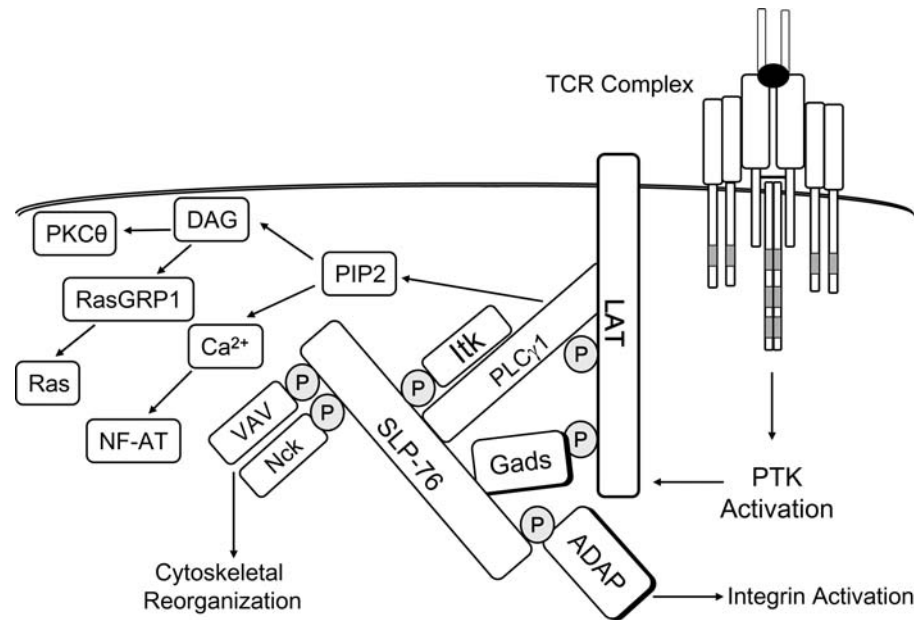 TCR Complex
DAG
PKCθ
PIP2
RasGRP1
Ca²⁺
Ras
NF-AT
Itk
PLCγ1
LAT
P
P
P
P
P
P
VAV
Nck
SLP-76
Gads
ADAP
PTK
Activation
Cytoskeletal
Reorganization
Integrin Activation